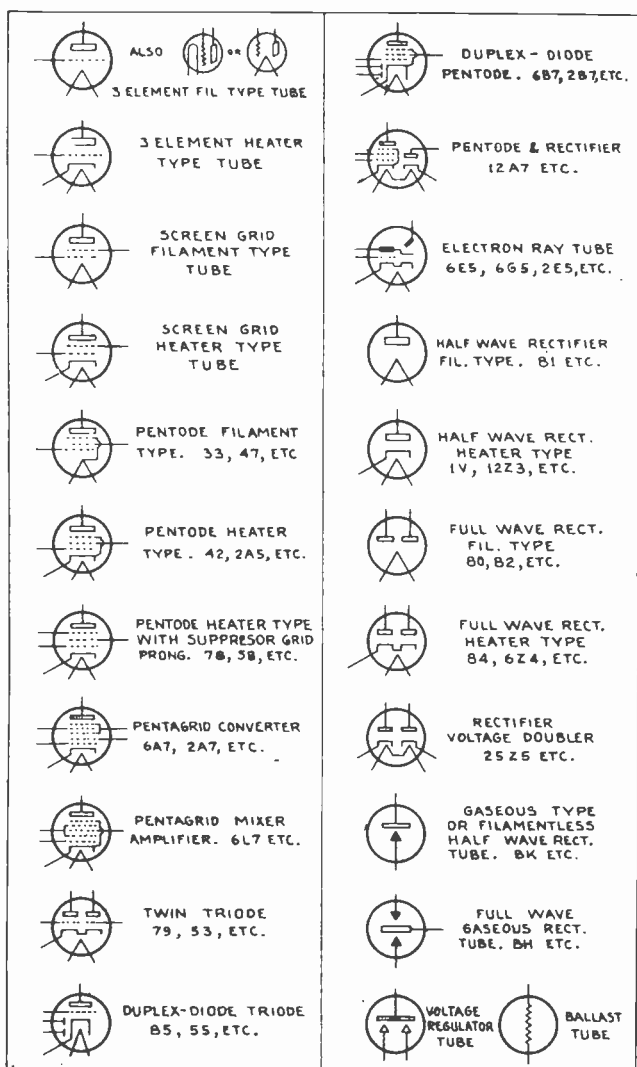 ALSO
OR
3 ELEMENT FIL TYPE TUBE
3 ELEMENT HEATER
TYPE TUBE
SCREEN GRID
FILAMENT TYPE
TUBE
SCREEN GRID
HEATER TYPE
TUBE
PENTODE FILAMENT
TYPE. 33, 47, ETC
PENTODE HEATER
TYPE. 42, 2A5, ETC.
PENTODE HEATER TYPE
WITH SUPPRESOR GRID
PRONG. 78, 58, ETC.
PENTAGRID CONVERTER
6A7, 2A7, ETC.
PENTAGRID MIXER
AMPLIFIER. 6L7 ETC.
TWIN TRIODE
79, 53, ETC.
DUPLEX-DIODE TRIODE
85, 55, ETC.
DUPLEX-DIODE
PENTODE. 6B7, 2B7, ETC.
PENTODE & RECTIFIER
12A7 ETC.
ELECTRON RAY TUBE
6E5, 6G5, 2E5, ETC.
HALF WAVE RECTIFIER
FIL. TYPE. 81 ETC.
HALF WAVE RECT.
HEATER TYPE
1V, 12Z3, ETC.
FULL WAVE RECT.
FIL. TYPE
80, 82, ETC.
FULL WAVE RECT.
HEATER TYPE
84, 6Z4, ETC.
RECTIFIER
VOLTAGE DOUBLER
25Z5 ETC.
GASEOUS TYPE
OR FILAMENTLESS
HALF WAVE RECT.
TUBE. BK ETC.
FULL WAVE
GASEOUS RECT.
TUBE. BH ETC.
VOLTAGE
REGULATOR
TUBE
BALLAST
TUBE